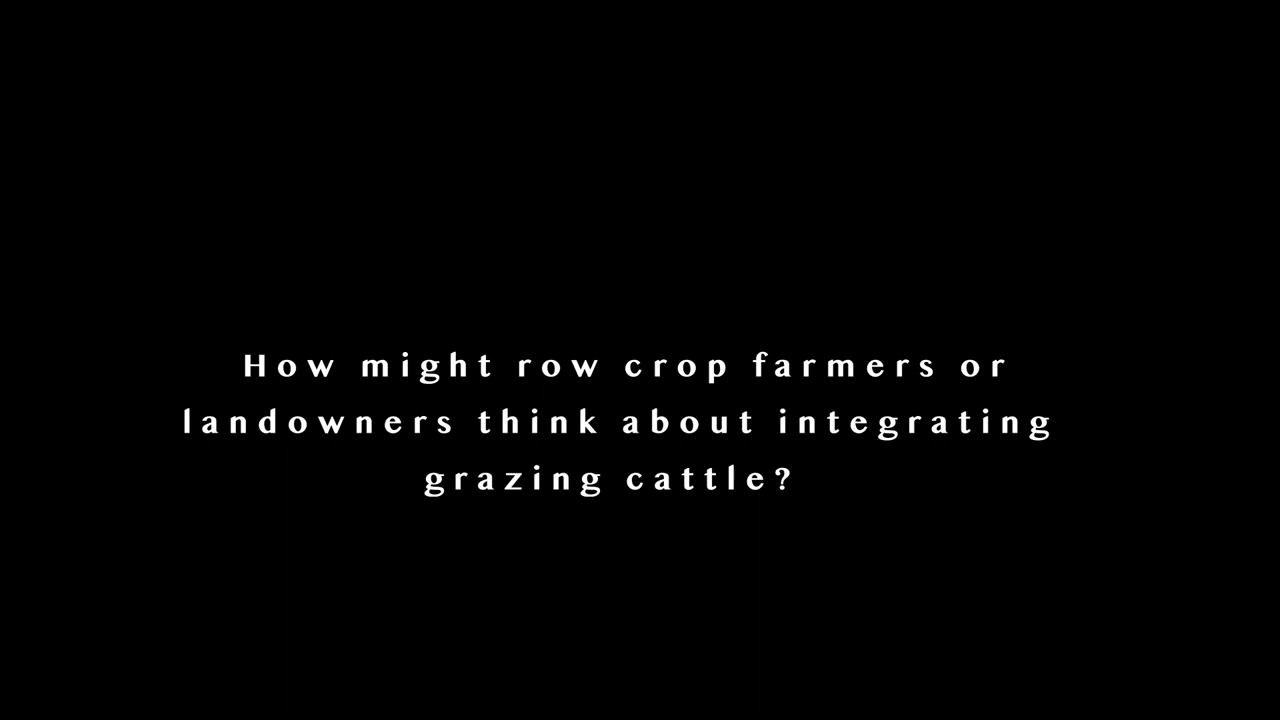 How might row crop farmers or
landowners think about integrating
grazing cattle?